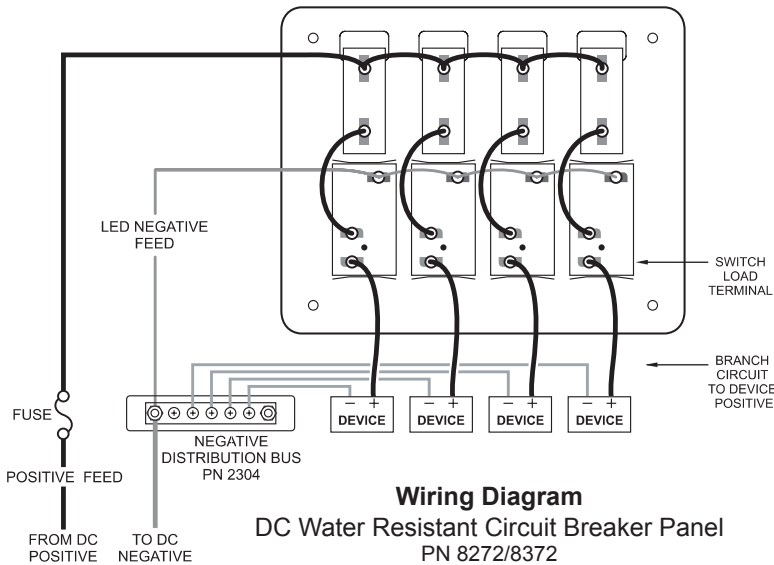 LED NEGATIVE
FEED
SWITCH
LOAD
TERMINAL
BRANCH
CIRCUIT
TO DEVICE
POSITIVE
FUSE
− +
DEVICE
− +
DEVICE
− +
DEVICE
− +
DEVICE
NEGATIVE
DISTRIBUTION BUS
PN 2304
POSITIVE FEED
FROM DC
POSITIVE
TO DC
NEGATIVE
Wiring Diagram
DC Water Resistant Circuit Breaker Panel
PN 8272/8372